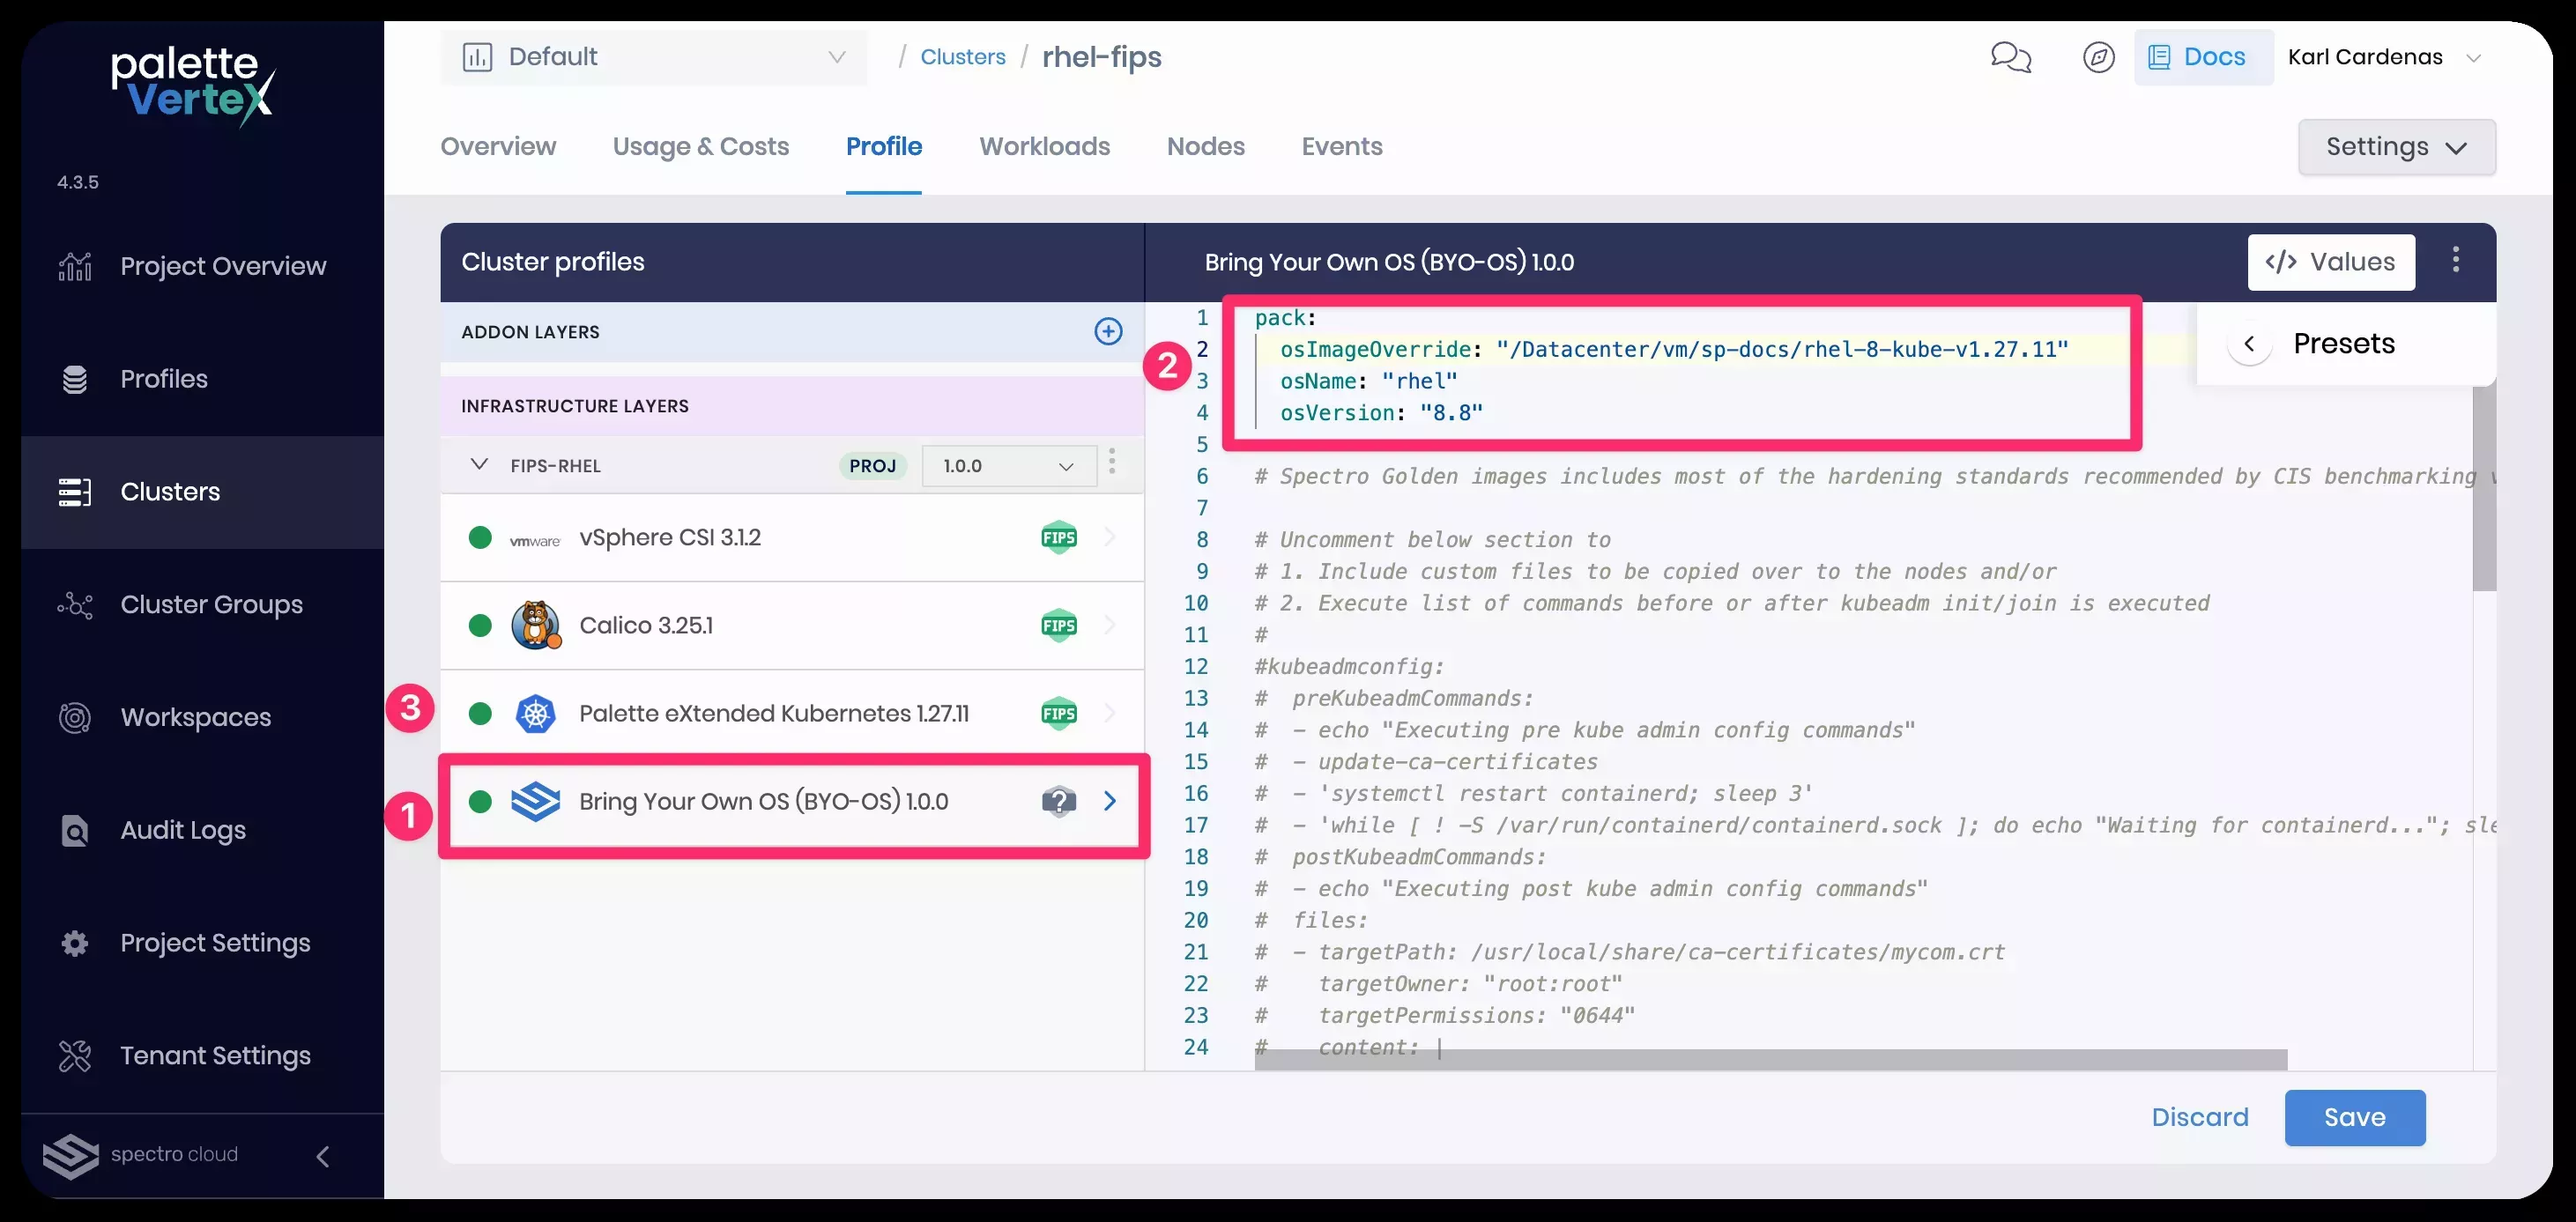 palette
VerteX
4.3.5
Project Overview
Profiles
Clusters
Cluster Groups
Workspaces
Audit Logs
Project Settings
Tenant Settings
spectro cloud
Default
/ Clusters / rhel-fips
Docs
Karl Cardenas
Overview
Usage & Costs
Profile
Workloads
Nodes
Events
Settings
Cluster profiles
ADDON LAYERS
INFRASTRUCTURE LAYERS
FIPS-RHEL
PROJ
1.0.0
vmware
vSphere CSI 3.1.2
FIPS
Calico 3.25.1
FIPS
3
Palette eXtended Kubernetes 1.27.11
FIPS
1
Bring Your Own OS (BYO-OS) 1.0.0
?
Bring Your Own OS (BYO-OS) 1.0.0
</> Values
Presets
2
1 pack:
2 osImageOverride: "/Datacenter/vm/sp-docs/rhel-8-kube-v1.27.11"
3 osName: "rhel"
4 osVersion: "8.8"
5
6 # Spectro Golden images includes most of the hardening standards recommended by CIS benchmarking v
7
8 # Uncomment below section to
9 # 1. Include custom files to be copied over to the nodes and/or
10 # 2. Execute list of commands before or after kubeadm init/join is executed
11 #
12 #kubeadmconfig:
13 #  preKubeadmCommands:
14 #  - echo "Executing pre kube admin config commands"
15 #  - update-ca-certificates
16 #  - 'systemctl restart containerd; sleep 3'
17 #  - 'while [ ! -S /var/run/containerd/containerd.sock ]; do echo "Waiting for containerd..."; sle
18 #  postKubeadmCommands:
19 #  - echo "Executing post kube admin config commands"
20 #  files:
21 #  - targetPath: /usr/local/share/ca-certificates/mycom.crt
22 #    targetOwner: "root:root"
23 #    targetPermissions: "0644"
24 #    content: |
Discard
Save